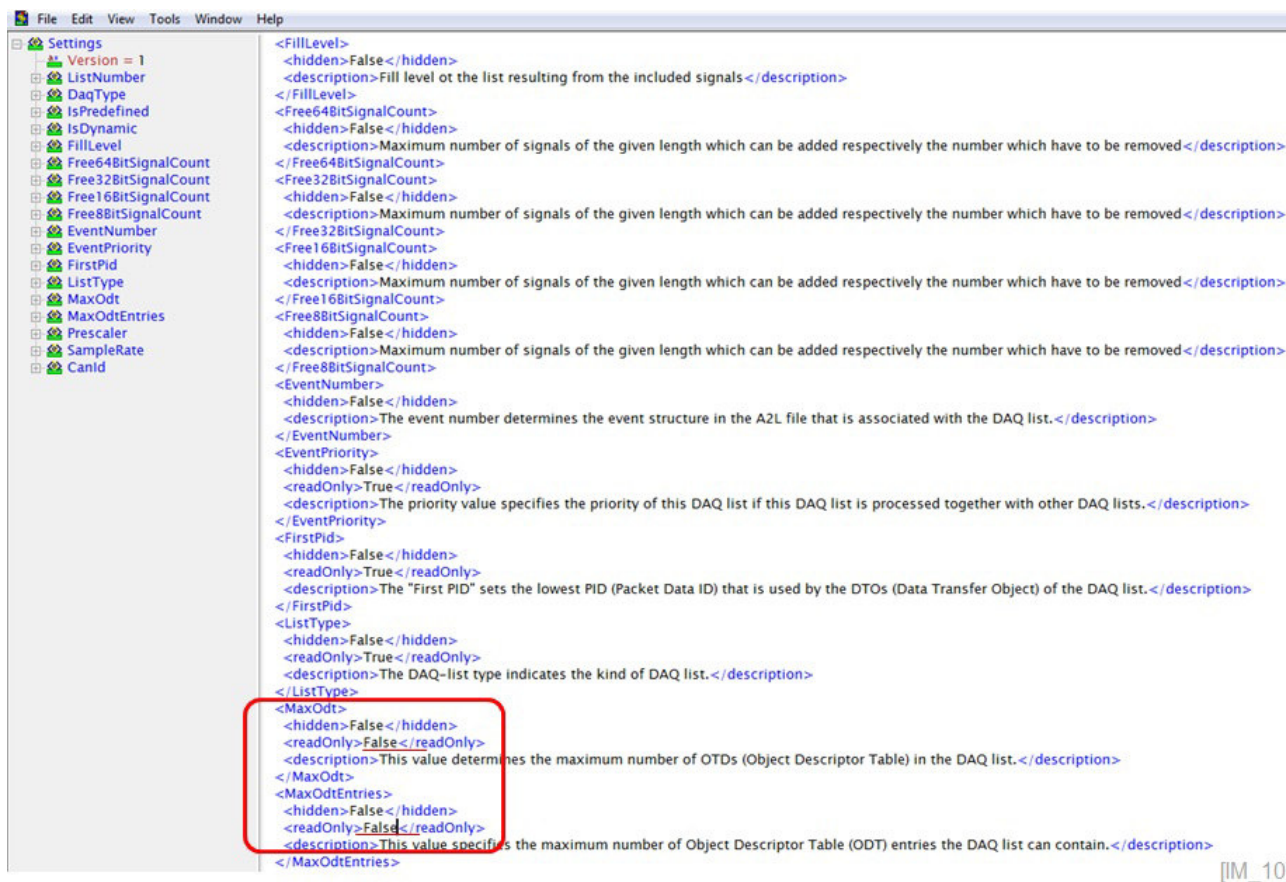 File Edit View Tools Window Help
Settings
Version = 1
ListNumber
DaqType
IsPredefined
IsDynamic
FillLevel
Free64BitSignalCount
Free32BitSignalCount
Free16BitSignalCount
Free8BitSignalCount
EventNumber
EventPriority
FirstPid
ListType
MaxOdt
MaxOdtEntries
Prescaler
SampleRate
CanId
<FillLevel>
<hidden>False</hidden>
<description>Fill level ot the list resulting from the included signals</description>
</FillLevel>
<Free64BitSignalCount>
<hidden>False</hidden>
<description>Maximum number of signals of the given length which can be added respectively the number which have to be removed</description>
</Free64BitSignalCount>
<Free32BitSignalCount>
<hidden>False</hidden>
<description>Maximum number of signals of the given length which can be added respectively the number which have to be removed</description>
</Free32BitSignalCount>
<Free16BitSignalCount>
<hidden>False</hidden>
<description>Maximum number of signals of the given length which can be added respectively the number which have to be removed</description>
</Free16BitSignalCount>
<Free8BitSignalCount>
<hidden>False</hidden>
<description>Maximum number of signals of the given length which can be added respectively the number which have to be removed</description>
</Free8BitSignalCount>
<EventNumber>
<hidden>False</hidden>
<description>The event number determines the event structure in the A2L file that is associated with the DAQ list.</description>
</EventNumber>
<EventPriority>
<hidden>False</hidden>
<readOnly>True</readOnly>
<description>The priority value specifies the priority of this DAQ list if this DAQ list is processed together with other DAQ lists.</description>
</EventPriority>
<FirstPid>
<hidden>False</hidden>
<readOnly>True</readOnly>
<description>The "First PID" sets the lowest PID (Packet Data ID) that is used by the DTOs (Data Transfer Object) of the DAQ list.</description>
</FirstPid>
<ListType>
<hidden>False</hidden>
<readOnly>True</readOnly>
<description>The DAQ-list type indicates the kind of DAQ list.</description>
</ListType>
<MaxOdt>
<hidden>False</hidden>
<readOnly>False</readOnly>
<description>This value determines the maximum number of OTDs (Object Descriptor Table) in the DAQ list.</description>
</MaxOdt>
<MaxOdtEntries>
<hidden>False</hidden>
<readOnly>False</readOnly>
<description>This value specifies the maximum number of Object Descriptor Table (ODT) entries the DAQ list can contain.</description>
</MaxOdtEntries>
[IM_10